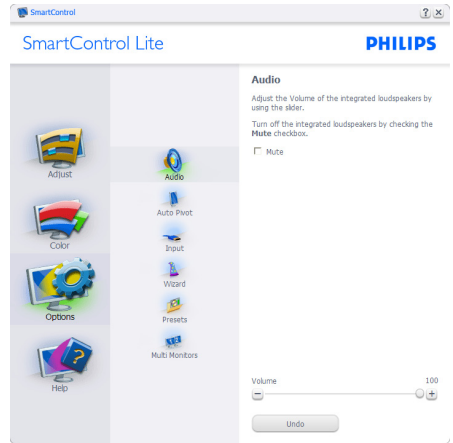 SmartControl
SmartControl Lite
PHILIPS
Adjust
Color
Options
Help
Audio
Auto Pivot
Input
Wizard
Presets
Multi Monitors
Audio
Adjust the Volume of the integrated loudspeakers by
using the slider.
Turn off the integrated loudspeakers by checking the
Mute checkbox.
Mute
Volume
100
Undo